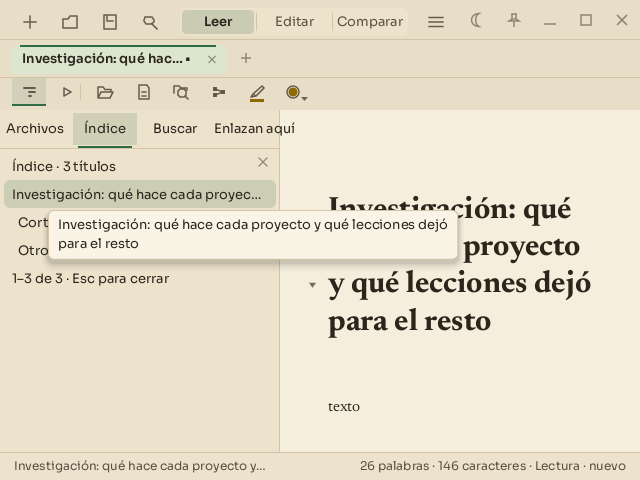 Leer
Editar
Comparar
Investigación: qué hac... •
Archivos
Índice
Buscar
Enlazan aquí
Índice · 3 títulos
Investigación: qué hace cada proyec...
Cort
Otro
Investigación: qué hace cada proyecto y qué lecciones dejó
para el resto
1–3 de 3 · Esc para cerrar
Investigación: qué
proyecto
y qué lecciones dejó
para el resto
texto
Investigación: qué hace cada proyecto y...
26 palabras · 146 caracteres · Lectura · nuevo